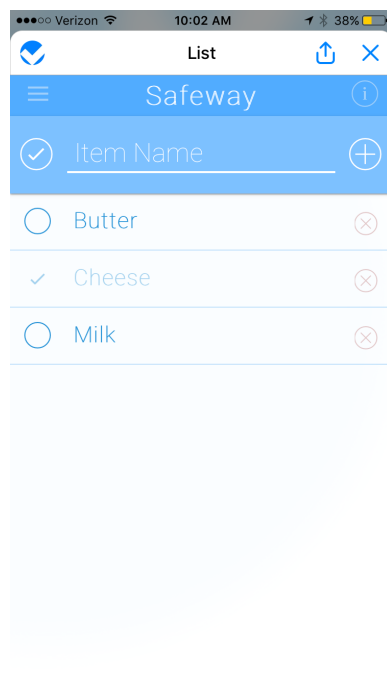 Verizon 10:02 AM 38%
List
Safeway
Item Name
Butter
Cheese
Milk